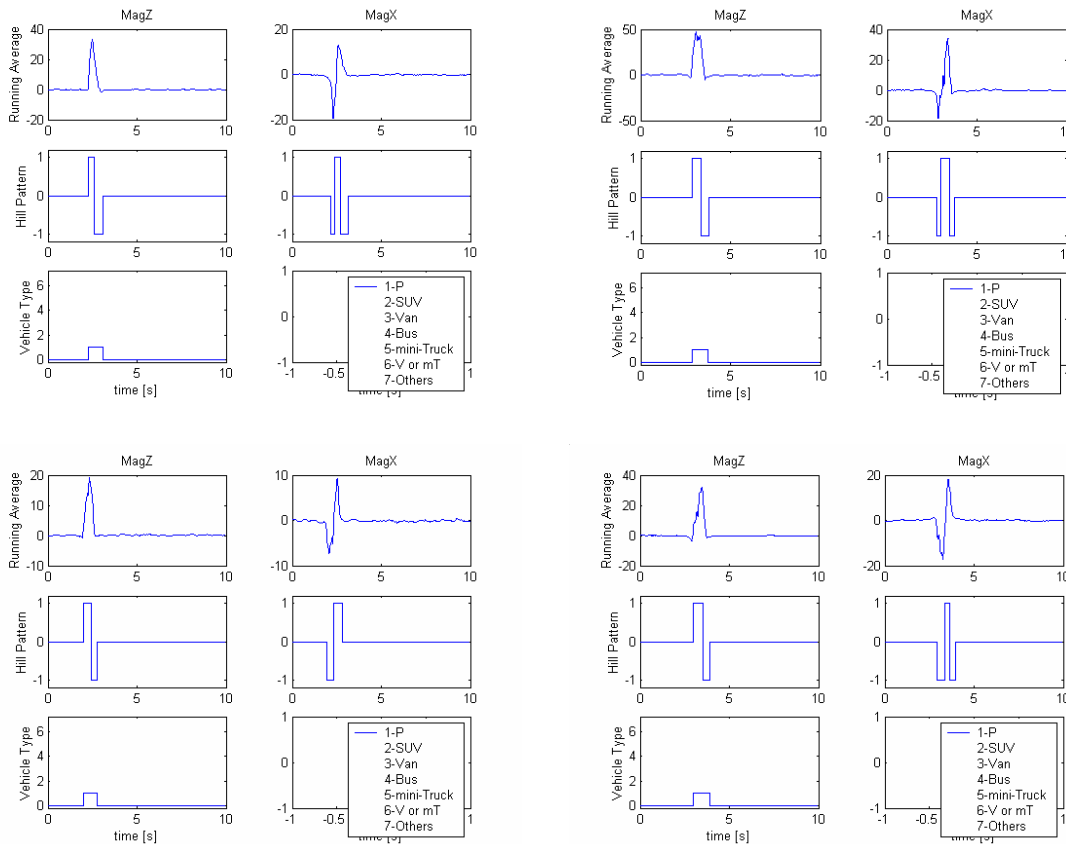 MagZ MagX
Running Average
40
20
0
-20
0 5 10
20
0
-20
0 5 10
Hill Pattern
1
0
-1
0 5 10
1
0
-1
0 5 10
Vehicle Type
6
4
2
0
0 5 10
time [s]
1
0
-1
-1 -0.5 1
1-P
2-SUV
3-Van
4-Bus
5-mini-Truck
6-V or mT
7-Others
MagZ MagX
Running Average
50
0
-50
0 5 10
40
20
0
-20
0 5
Hill Pattern
1
0
-1
0 5 10
1
0
-1
0 5
Vehicle Type
6
4
2
0
0 5 10
time [s]
1
0
-1
-1 -0.5
1-P
2-SUV
3-Van
4-Bus
5-mini-Truck
6-V or mT
7-Others
MagZ MagX
Running Average
20
10
0
-10
0 5 10
10
0
-10
0 5 10
Hill Pattern
1
0
-1
0 5 10
1
0
-1
0 5 10
Vehicle Type
6
4
2
0
0 5 10
time [s]
1
0
-1
-1 -0.5 1
1-P
2-SUV
3-Van
4-Bus
5-mini-Truck
6-V or mT
7-Others
MagZ MagX
Running Average
40
20
0
-20
0 5 10
20
0
-20
0 5
Hill Pattern
1
0
-1
0 5 10
1
0
-1
0 5
Vehicle Type
6
4
2
0
0 5 10
time [s]
1
0
-1
-1 -0.5
1-P
2-SUV
3-Van
4-Bus
5-mini-Truck
6-V or mT
7-Others